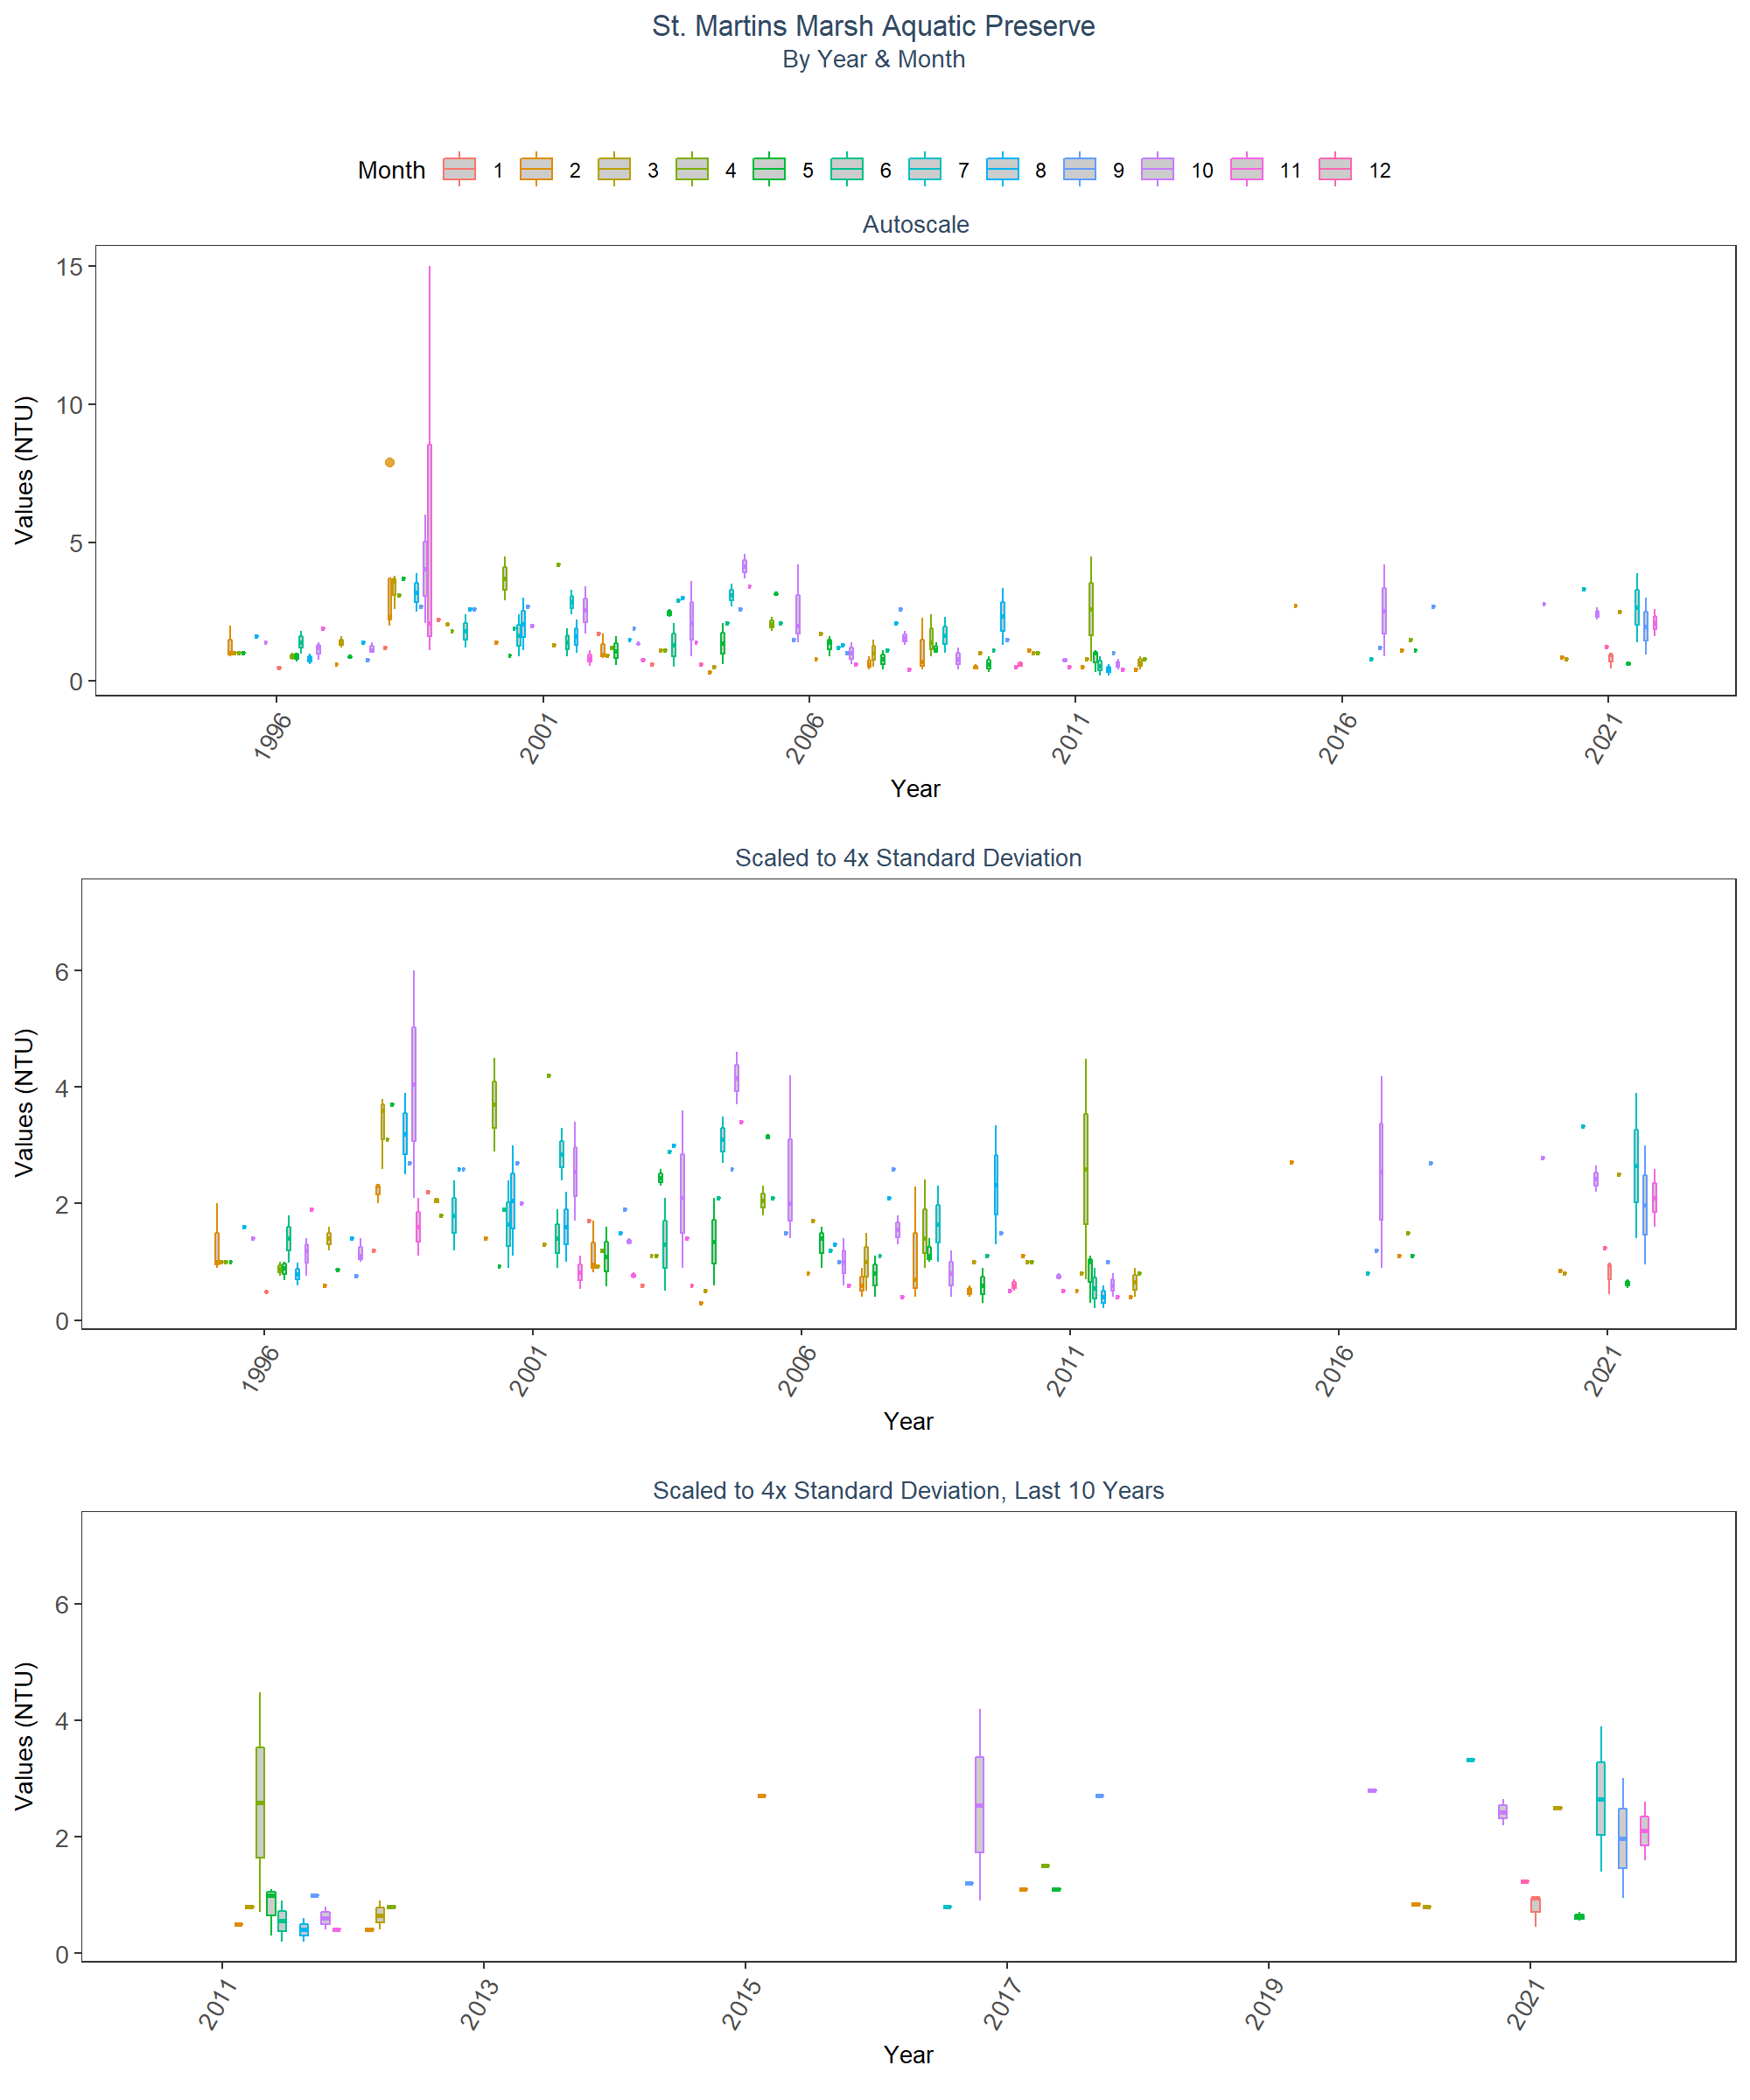 St. Martins Marsh Aquatic Preserve
By Year & Month
Month 1 2 3 4 5 6 7 8 9 10 11 12
Autoscale
Values (NTU)
15
10
5
0
1996 2001 2006 2011 2016 2021
Year
Scaled to 4x Standard Deviation
Values (NTU)
6
4
2
0
1996 2001 2006 2011 2016 2021
Year
Scaled to 4x Standard Deviation, Last 10 Years
Values (NTU)
6
4
2
0
2011 2013 2015 2017 2019 2021
Year